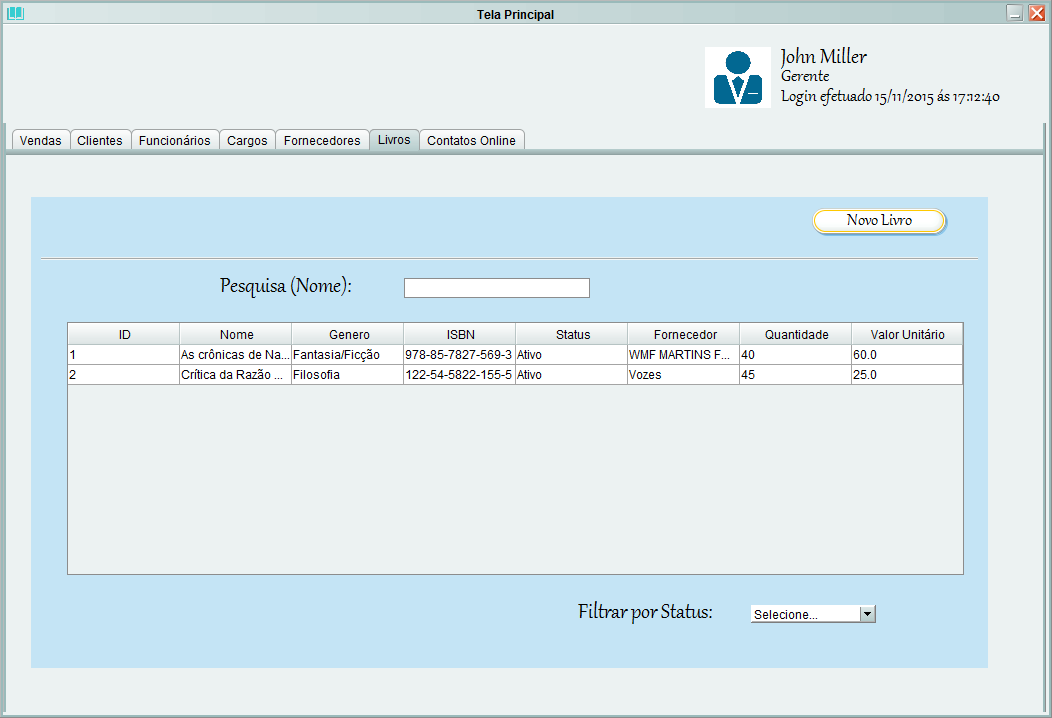 Tela Principal
John Miller
Gerente
Login efetuado 15/11/2015 ás 17:12:40
Vendas Clientes Funcionários Cargos Fornecedores Livros Contatos Online
Novo Livro
Pesquisa (Nome):
ID Nome Genero ISBN Status Fornecedor Quantidade Valor Unitário
1 As crônicas de Na... Fantasia/Ficção 978-85-7827-569-3 Ativo WMF MARTINS F... 40 60.0
2 Crítica da Razão ... Filosofia 122-54-5822-155-5 Ativo Vozes 45 25.0
Filtrar por Status: Selecione...